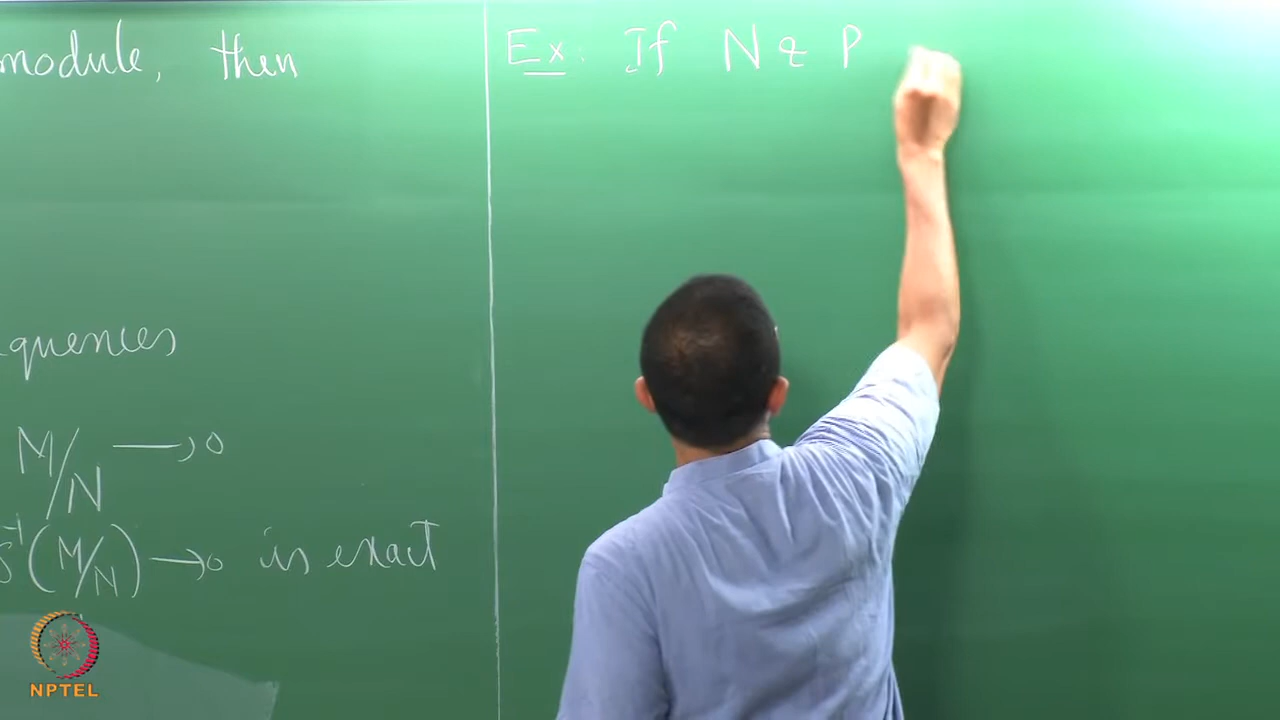 module, then
quences
M/N → 0
S⁻¹(M/N) → 0 is exact
Ex: If N & P
NPTEL